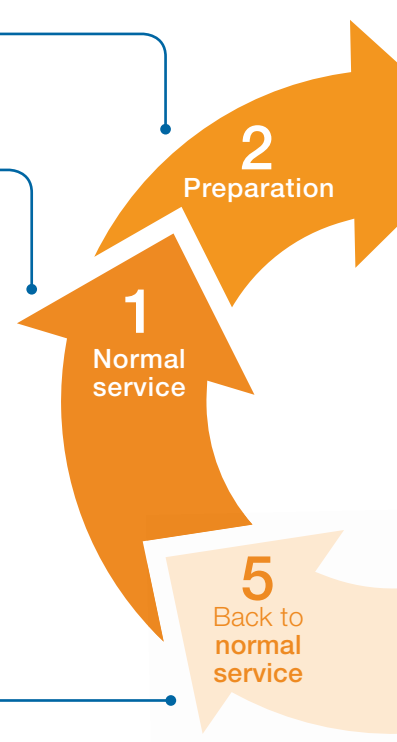 2
Preparation
1
Normal
service
5
Back to
normal
service